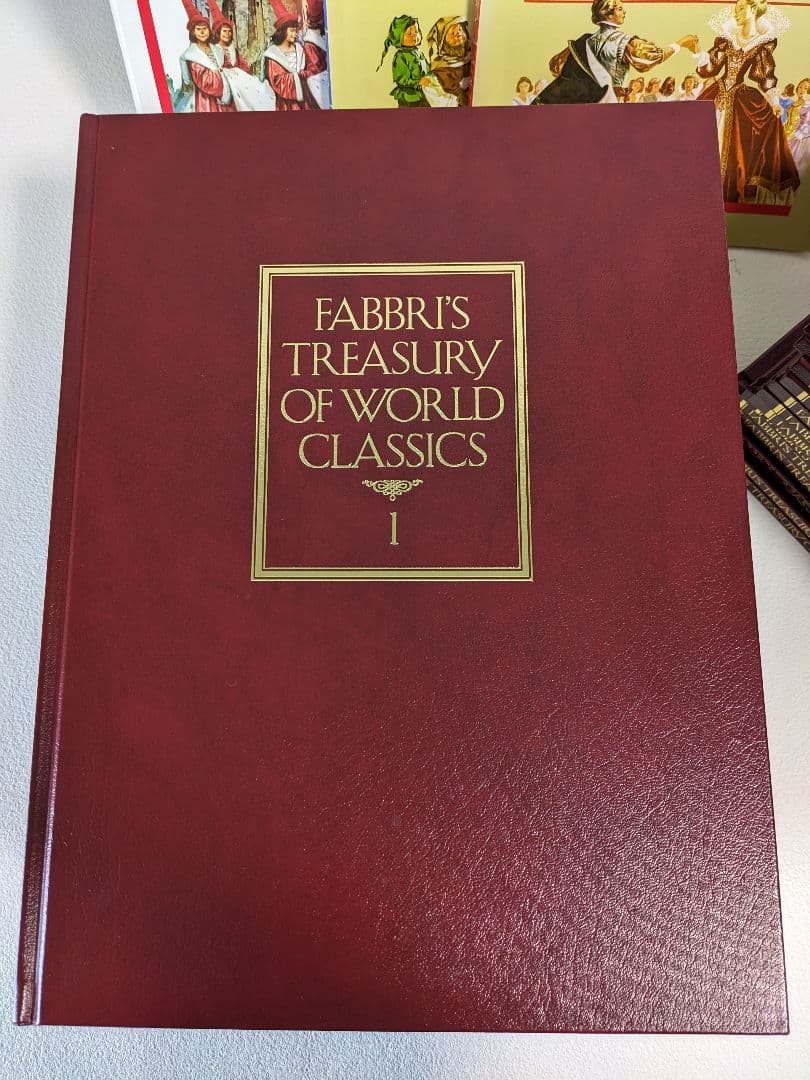 FABBRI'S
TREASURY
OF WORLD
CLASSICS
1